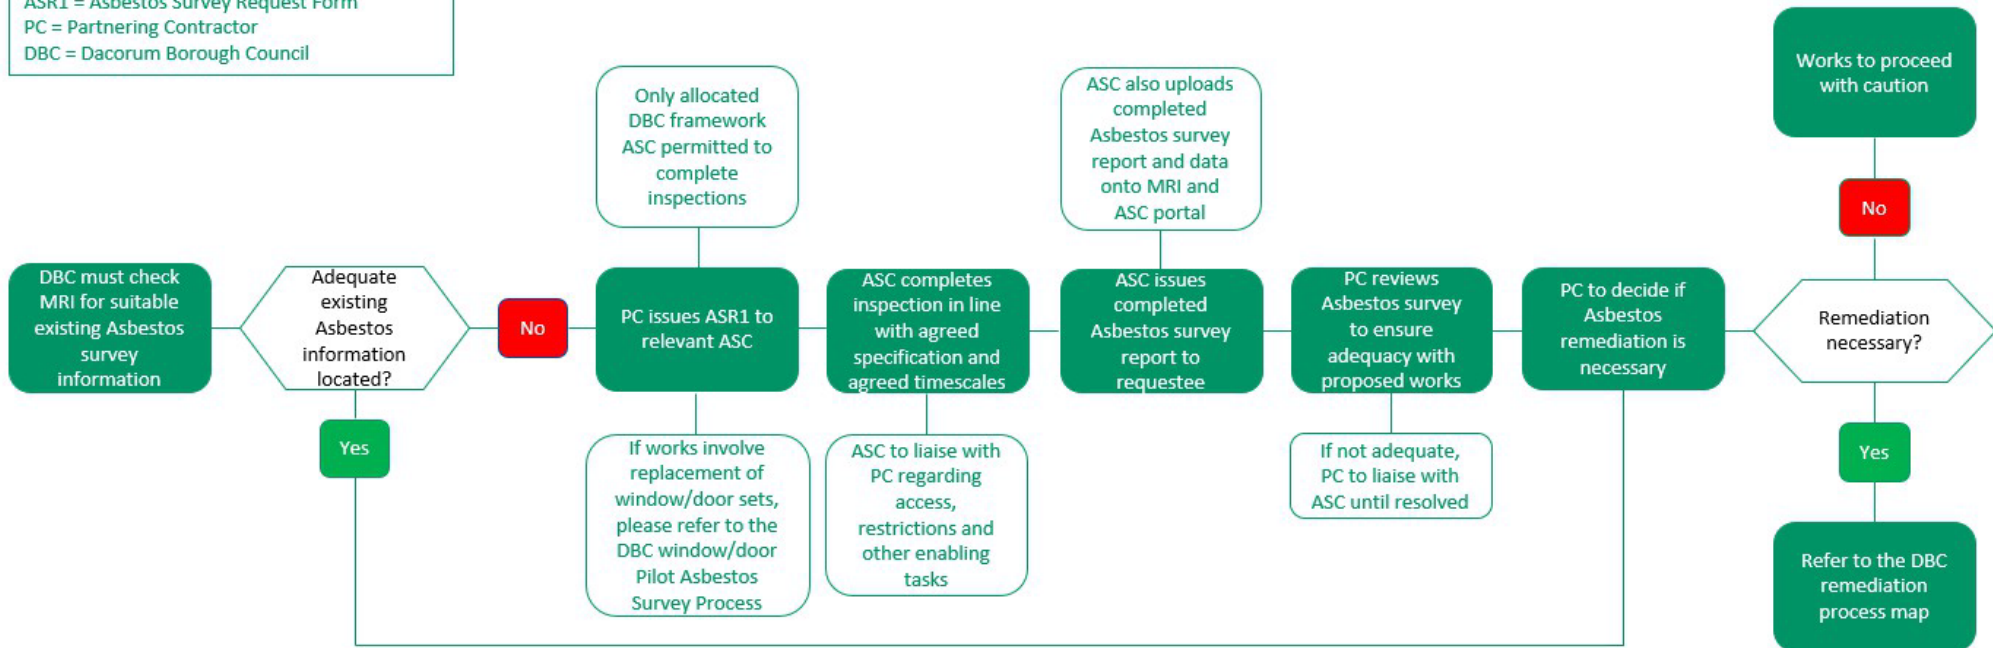 ASR1 = Asbestos Survey Request Form
PC = Partnering Contractor
DBC = Dacorum Borough Council
DBC must check
MRI for suitable
existing Asbestos
survey
information
Adequate
existing
Asbestos
information
located?
No
Yes
Only allocated
DBC framework
ASC permitted to
complete
inspections
PC issues ASR1 to
relevant ASC
If works involve
replacement of
window/door sets,
please refer to the
DBC window/door
Pilot Asbestos
Survey Process
ASC completes
inspection in line
with agreed
specification and
agreed timescales
ASC to liaise with
PC regarding
access,
restrictions and
other enabling
tasks
ASC also uploads
completed
Asbestos survey
report and data
onto MRI and
ASC portal
ASC issues
completed
Asbestos survey
report to
requestee
PC reviews
Asbestos survey
to ensure
adequacy with
proposed works
If not adequate,
PC to liaise with
ASC until resolved
PC to decide if
Asbestos
remediation is
necessary
Works to proceed
with caution
No
Remediation
necessary?
Yes
Refer to the DBC
remediation
process map